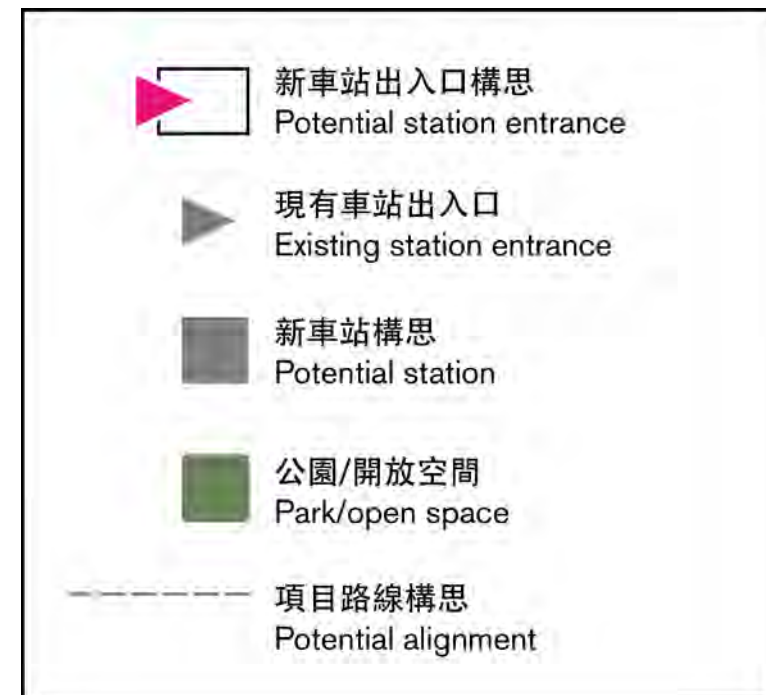 新車站出入口構思
Potential station entrance
現有車站出入口
Existing station entrance
新車站構思
Potential station
公園/開放空間
Park/open space
項目路線構思
Potential alignment